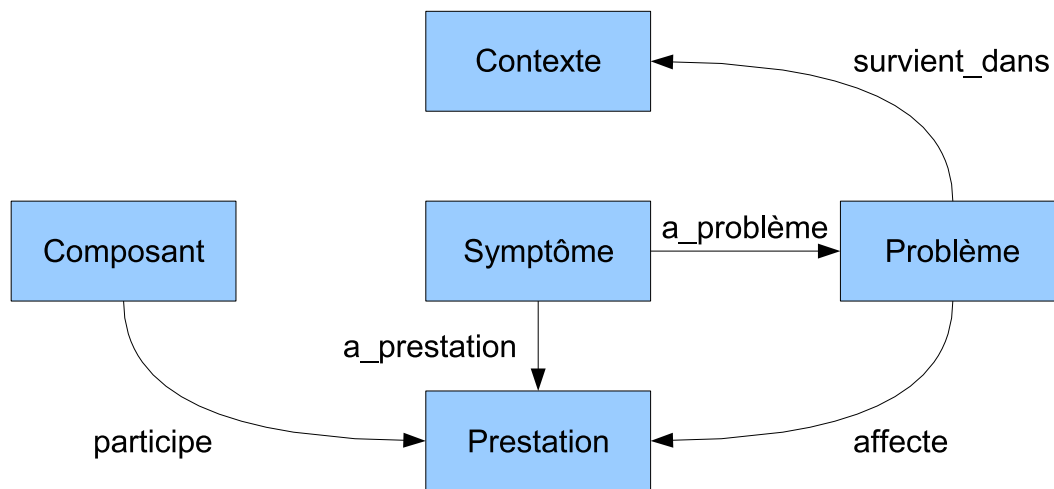 Contexte
survient_dans
Composant
Symptôme
a_problème
Problème
a_prestation
participe
Prestation
affecte